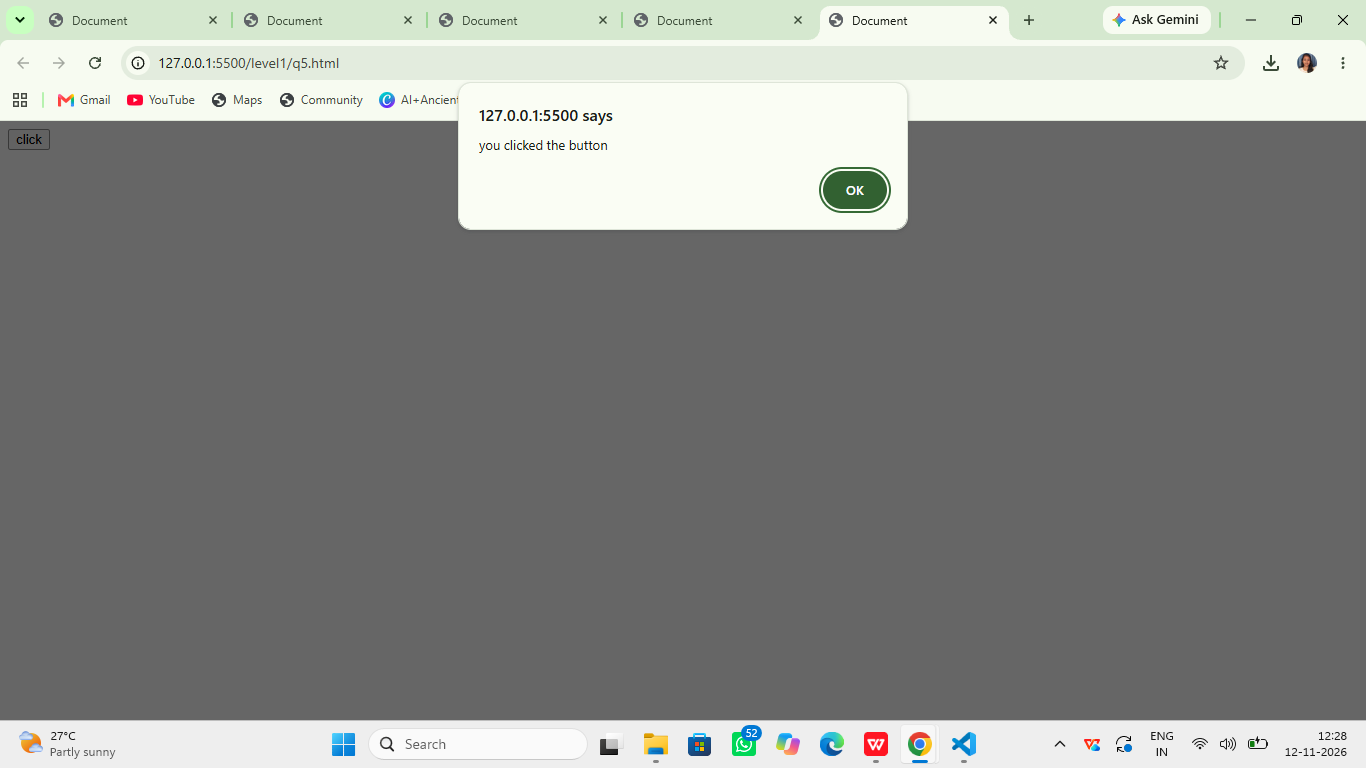 Document
Document
Document
Document
Document
Ask Gemini
127.0.0.1:5500/level1/q5.html
Gmail
YouTube
Maps
Community
AI+Ancient
127.0.0.1:5500 says
you clicked the button
OK
click
27°C
Partly sunny
Search
52
ENG
IN
12:28
12-11-2026